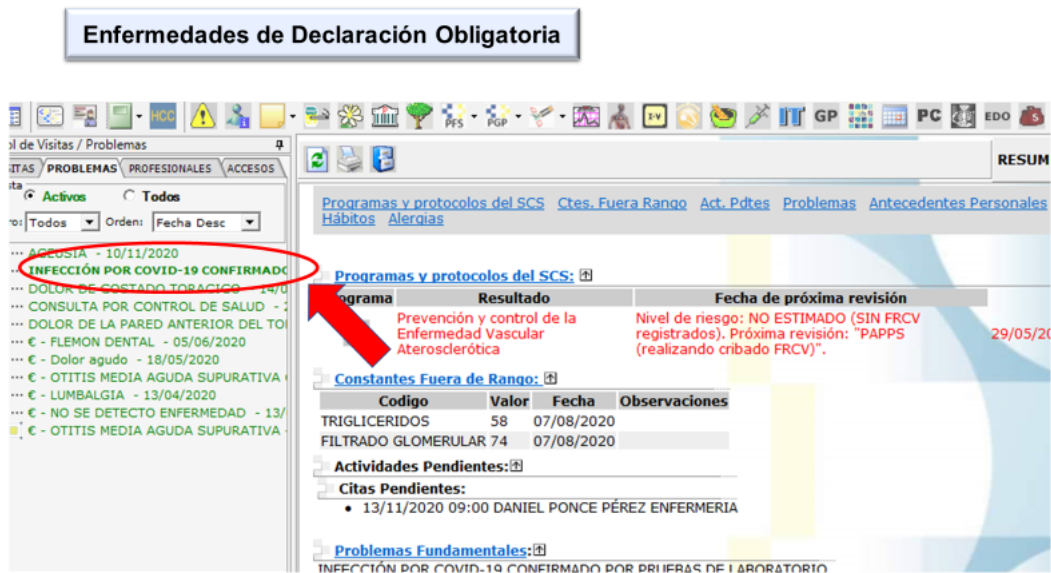 Enfermedades de Declaración Obligatoria
HCC PFS PGP I-V IT GP PC EDO
ol de Visitas / Problemas
SITAS PROBLEMAS PROFESIONALES ACCESOS
sta
Activos Todos
ro: Todos Orden: Fecha Desc
··· AGEUSIA - 10/11/2020
··· INFECCIÓN POR COVID-19 CONFIRMADO
··· DOLOR DE COSTADO TORACICO - 14/0
··· CONSULTA POR CONTROL DE SALUD - 2
··· DOLOR DE LA PARED ANTERIOR DEL TO
··· € - FLEMON DENTAL - 05/06/2020
··· € - Dolor agudo - 18/05/2020
··· € - OTITIS MEDIA AGUDA SUPURATIVA
··· € - LUMBALGIA - 13/04/2020
··· € - NO SE DETECTO ENFERMEDAD - 13/
€ - OTITIS MEDIA AGUDA SUPURATIVA -
RESUM
Programas y protocolos del SCS Ctes. Fuera Rango Act. Pdtes Problemas Antecedentes Personales
Hábitos Alergias
Programas y protocolos del SCS:
ograma Resultado Fecha de próxima revisión
Prevención y control de la Nivel de riesgo: NO ESTIMADO (SIN FRCV
Enfermedad Vascular registrados). Próxima revisión: "PAPPS 29/05/20
Aterosclerótica (realizando cribado FRCV)".
Constantes Fuera de Rango:
Codigo Valor Fecha Observaciones
TRIGLICERIDOS 58 07/08/2020
FILTRADO GLOMERULAR 74 07/08/2020
Actividades Pendientes:
Citas Pendientes:
• 13/11/2020 09:00 DANIEL PONCE PÉREZ ENFERMERIA
Problemas Fundamentales:
INFECCIÓN POR COVID-19 CONFIRMADO POR PRUEBAS DE LABORATORIO